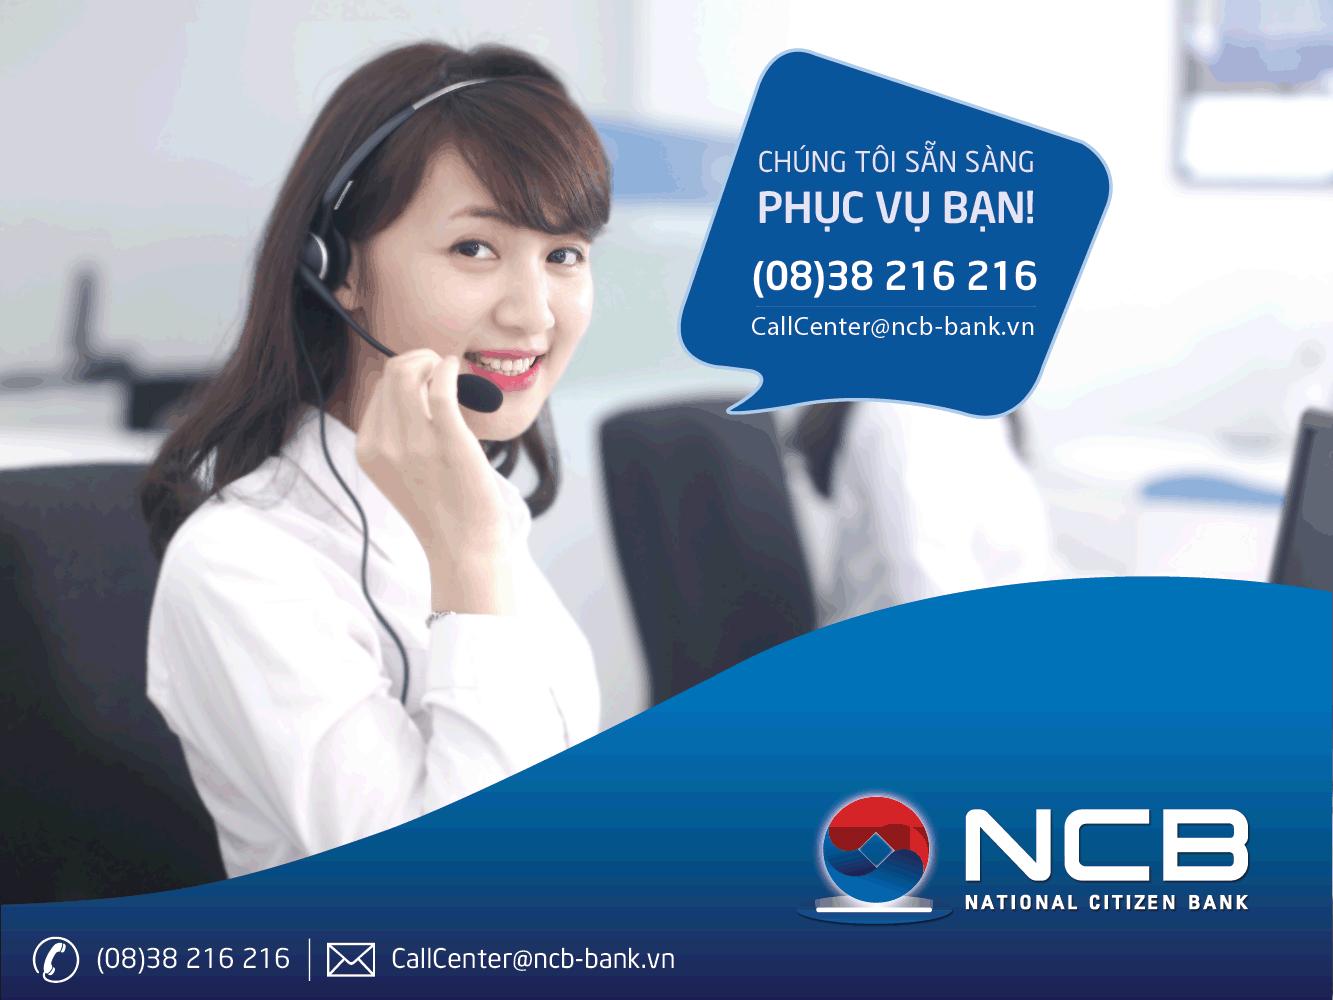 CHÚNG TÔI SẴN SÀNG
PHỤC VỤ BẠN!
(08)38 216 216
CallCenter@ncb-bank.vn
NCB
NATIONAL CITIZEN BANK
(08)38 216 216 | CallCenter@ncb-bank.vn